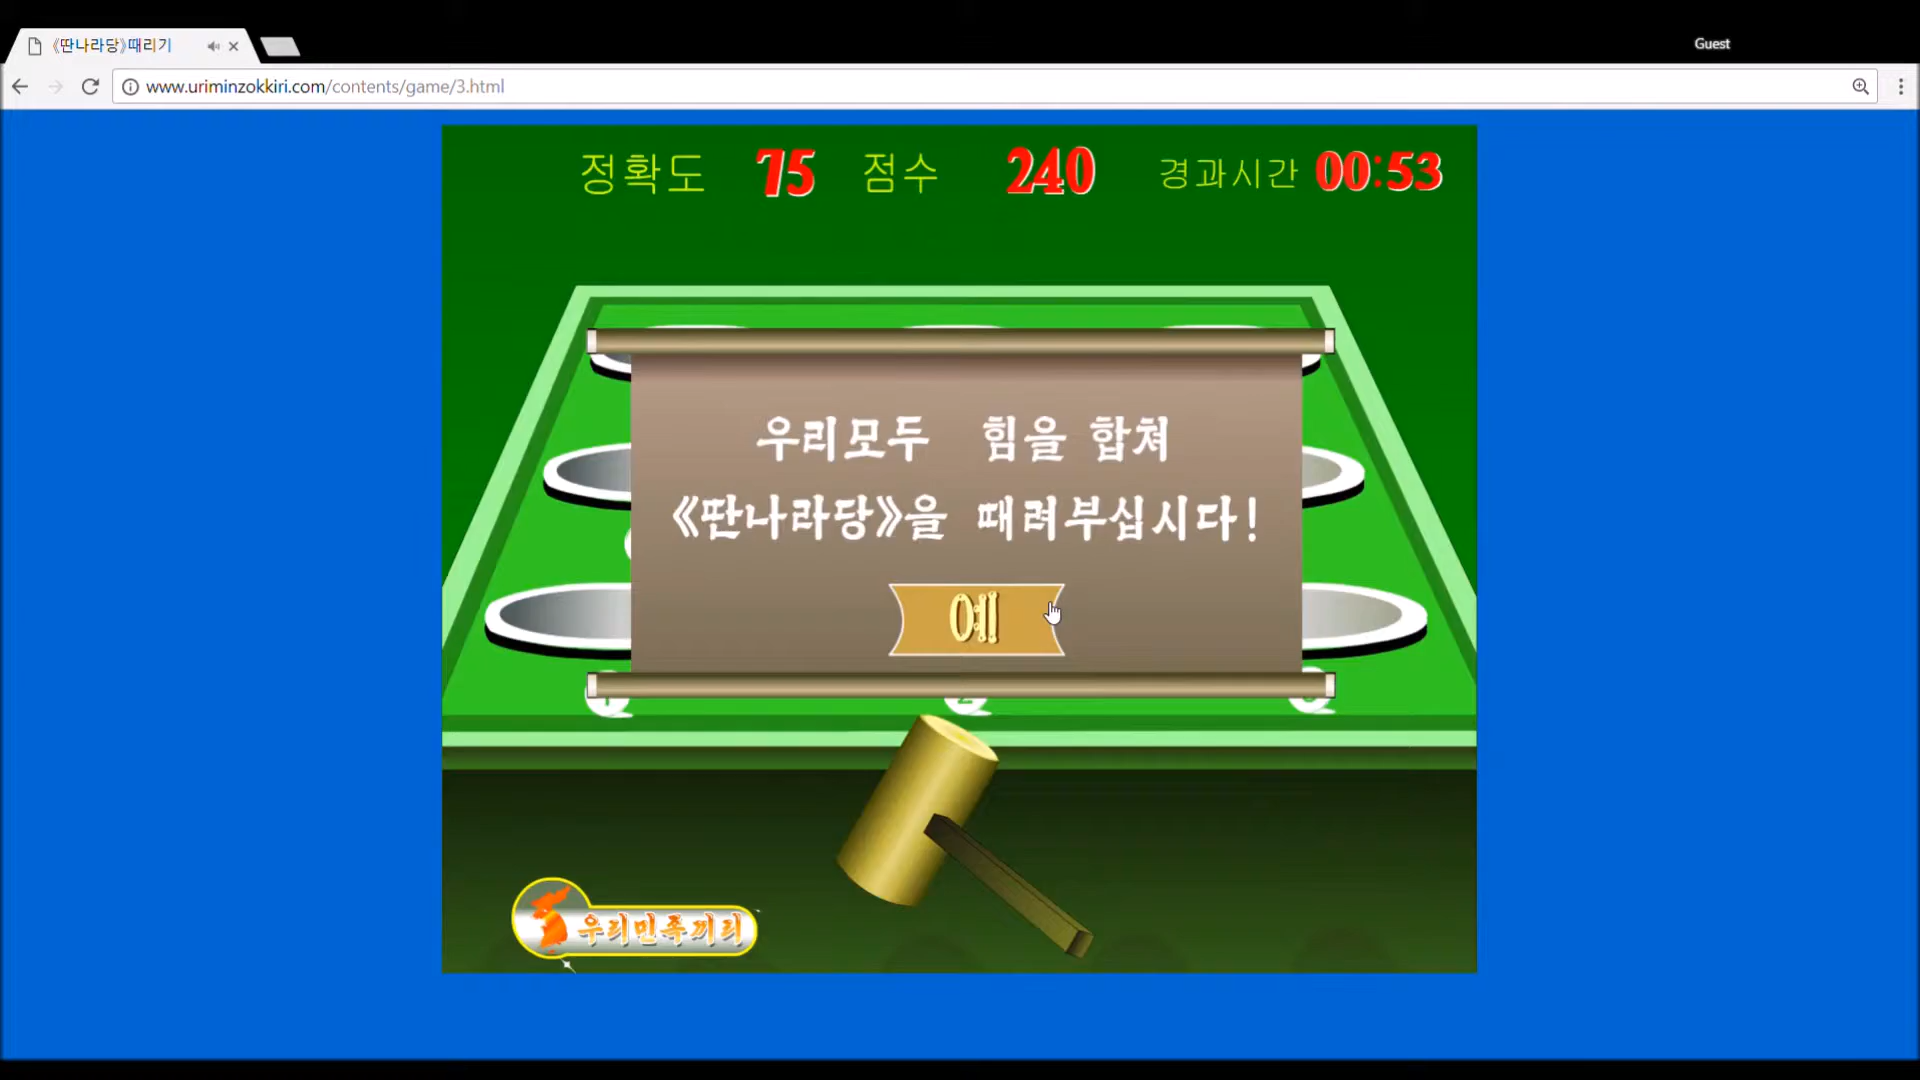 《딴나라당》때리기
Guest
www.uriminzokkiri.com/contents/game/3.html
정확도 75 점수 240 경과시간 00:53
우리모두 힘을 합쳐
《딴나라당》을 때려부십시다!
예
우리민족끼리